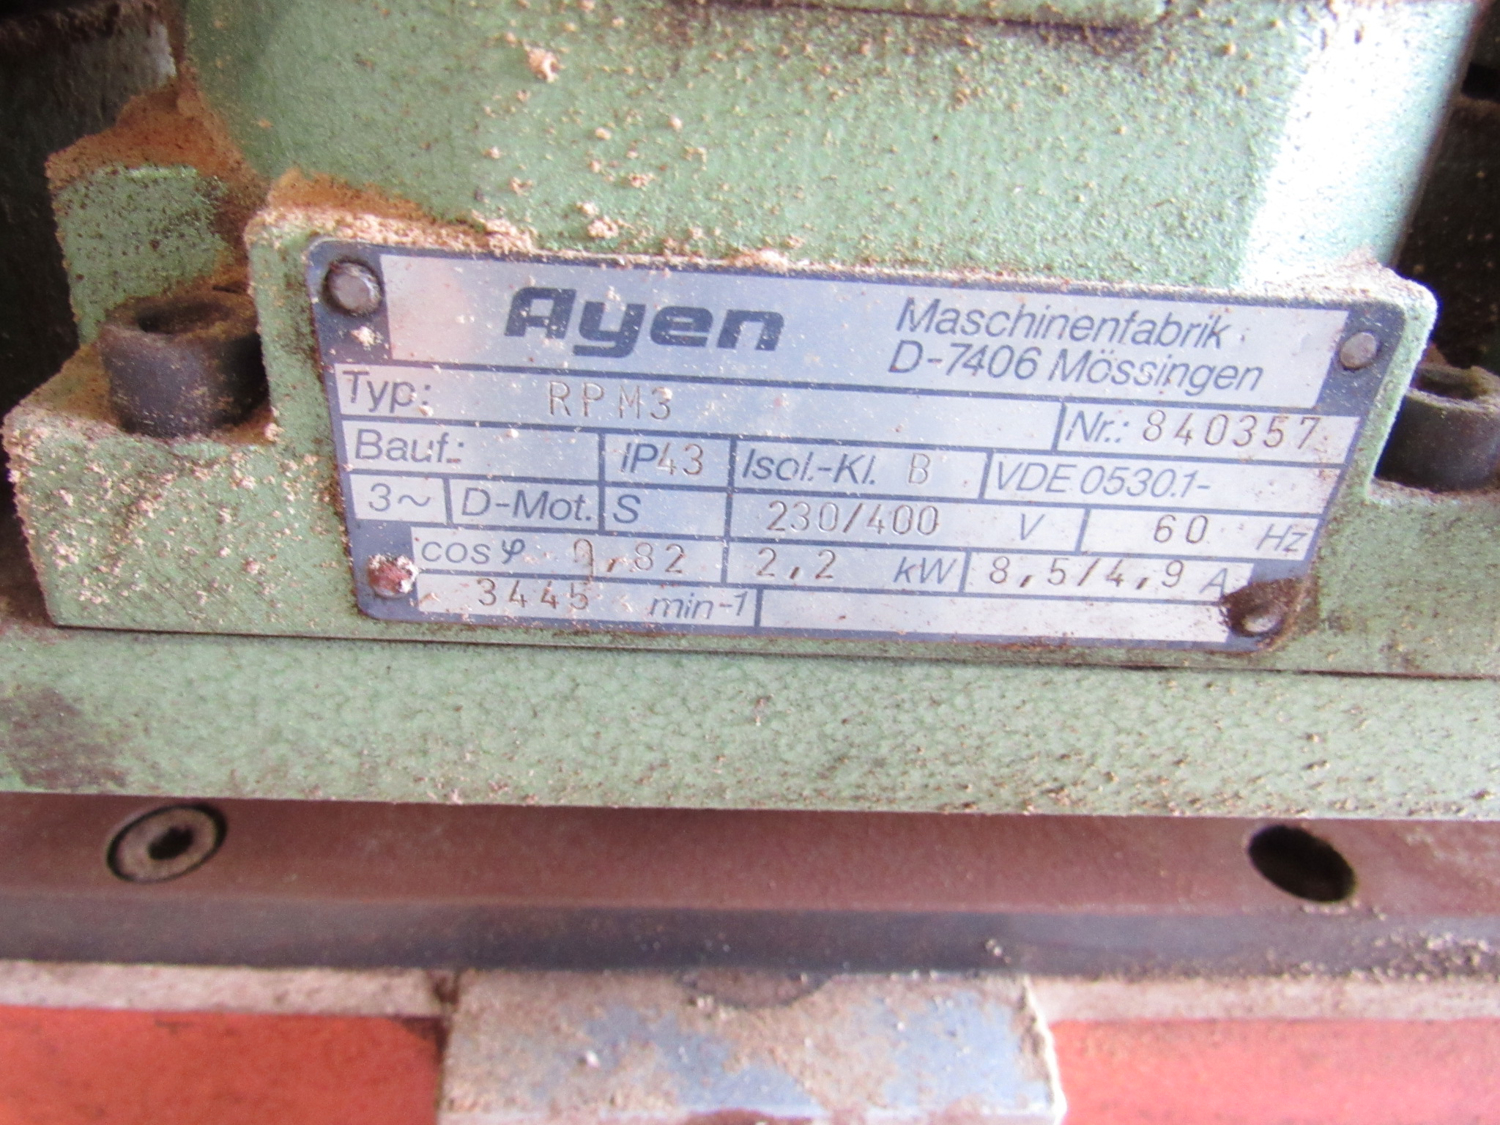 Ayen
Maschinenfabrik
D-7406 Mössingen
Typ: RPM3 Nr.: 840357
Bauf.: IP43 Isol.-Kl. B VDE 0530.1-
3~ D-Mot. S 230/400 V 60 Hz
cos φ 0,82 2,2 kW 8,5/4,9 A
3445 min-1